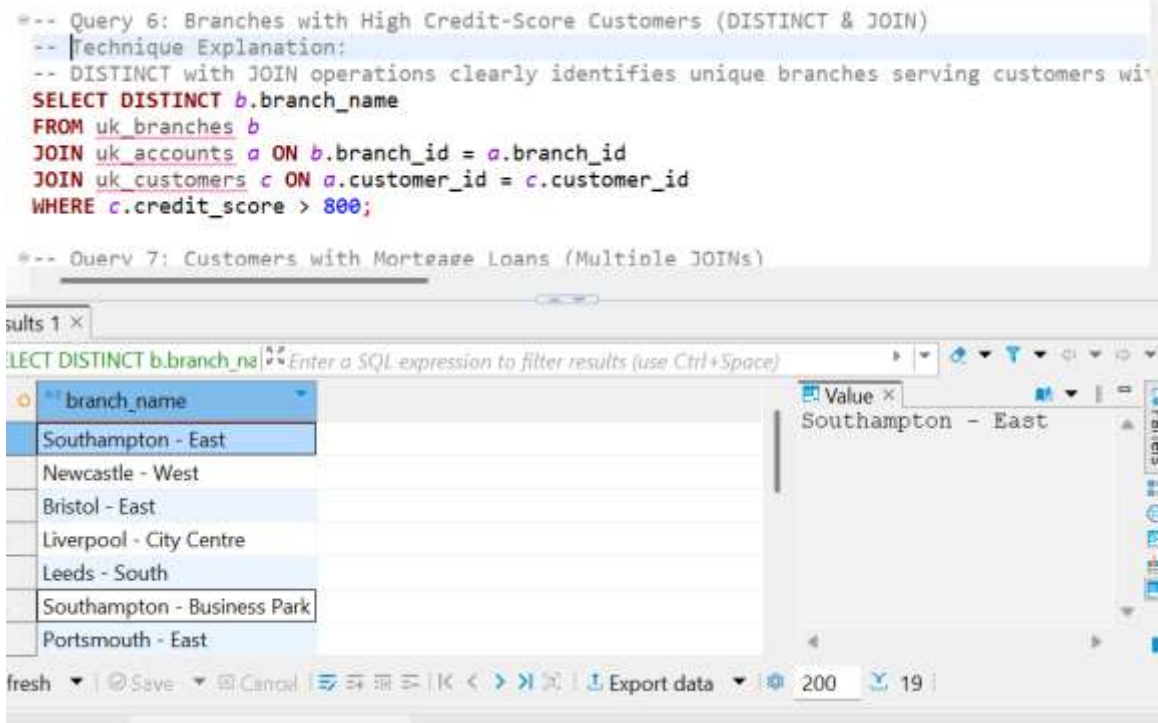 -- Query 6: Branches with High Credit-Score Customers (DISTINCT & JOIN)
-- Technique Explanation:
-- DISTINCT with JOIN operations clearly identifies unique branches serving customers wit
SELECT DISTINCT b.branch_name
FROM uk_branches b
JOIN uk_accounts a ON b.branch_id = a.branch_id
JOIN uk_customers c ON a.customer_id = c.customer_id
WHERE c.credit_score > 800;
-- Query 7: Customers with Mortgage Loans (Multiple JOINs)
sults 1 ×
LECT DISTINCT b.branch_na Enter a SQL expression to filter results (use Ctrl+Space)
branch_name
Value ×
Southampton - East
Southampton - East
Newcastle - West
Bristol - East
Liverpool - City Centre
Leeds - South
Southampton - Business Park
Portsmouth - East
fresh Save Cancel Export data 200 19